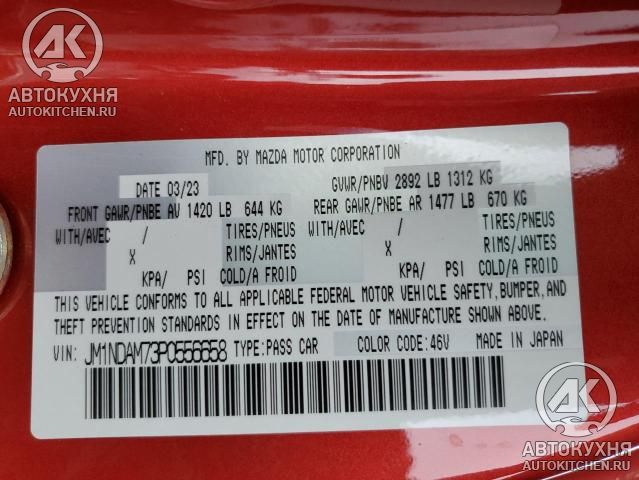 АК
АВТОКУХНЯ
AUTOKITCHEN.RU
MFD. BY MAZDA MOTOR CORPORATION
DATE 03/23 GVWR/PNBV 2892 LB 1312 KG
FRONT GAWR/PNBE AV 1420 LB 644 KG REAR GAWR/PNBE AR 1477 LB 670 KG
WITH/AVEC / TIRES/PNEUS WITH/AVEC / TIRES/PNEUS
X RIMS/JANTES X RIMS/JANTES
KPA/ PSI COLD/A FROID KPA/ PSI COLD/A FROID
THIS VEHICLE CONFORMS TO ALL APPLICABLE FEDERAL MOTOR VEHICLE SAFETY, BUMPER, AND
THEFT PREVENTION STANDARDS IN EFFECT ON THE DATE OF MANUFACTURE SHOWN ABOVE.
VIN: JM1NDAM73P0556658 TYPE:PASS CAR COLOR CODE:46V MADE IN JAPAN
АК
АВТОКУХНЯ
AUTOKITCHEN.RU